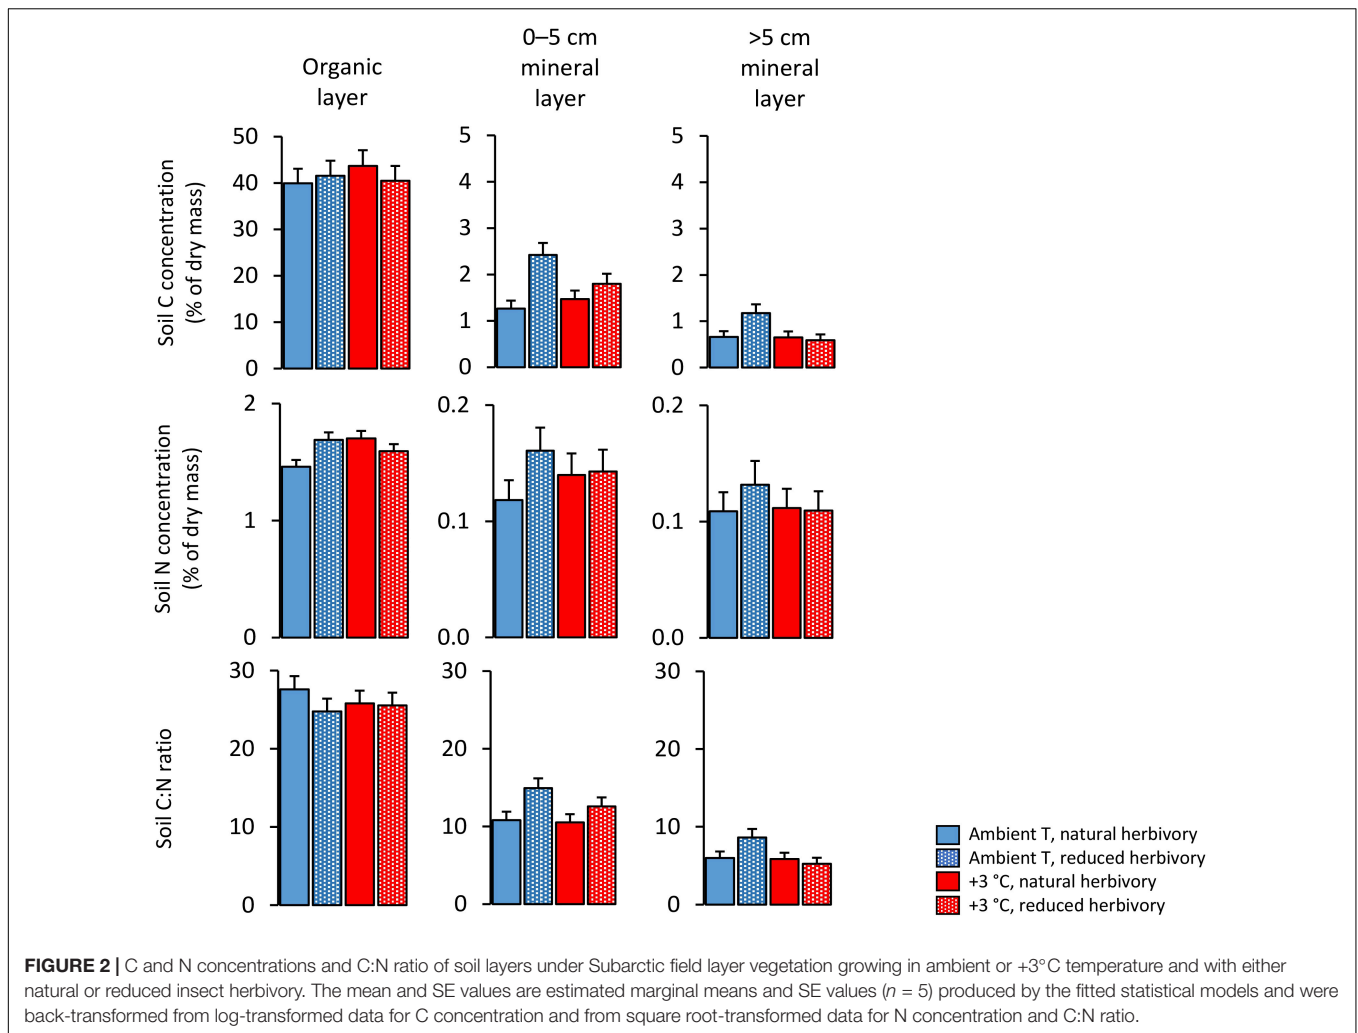 Organic
layer
0–5 cm
mineral
layer
>5 cm
mineral
layer
Soil C concentration
(% of dry mass)
50
40
30
20
10
0
5
4
3
2
1
0
5
4
3
2
1
0
Soil N concentration
(% of dry mass)
2
1
0
0.2
0.1
0.0
0.2
0.1
0.0
Soil C:N ratio
30
20
10
0
30
20
10
0
30
20
10
0
Ambient T, natural herbivory
Ambient T, reduced herbivory
+3 °C, natural herbivory
+3 °C, reduced herbivory
FIGURE 2 | C and N concentrations and C:N ratio of soil layers under Subarctic field layer vegetation growing in ambient or +3°C temperature and with either
natural or reduced insect herbivory. The mean and SE values are estimated marginal means and SE values (n = 5) produced by the fitted statistical models and were
back-transformed from log-transformed data for C concentration and from square root-transformed data for N concentration and C:N ratio.